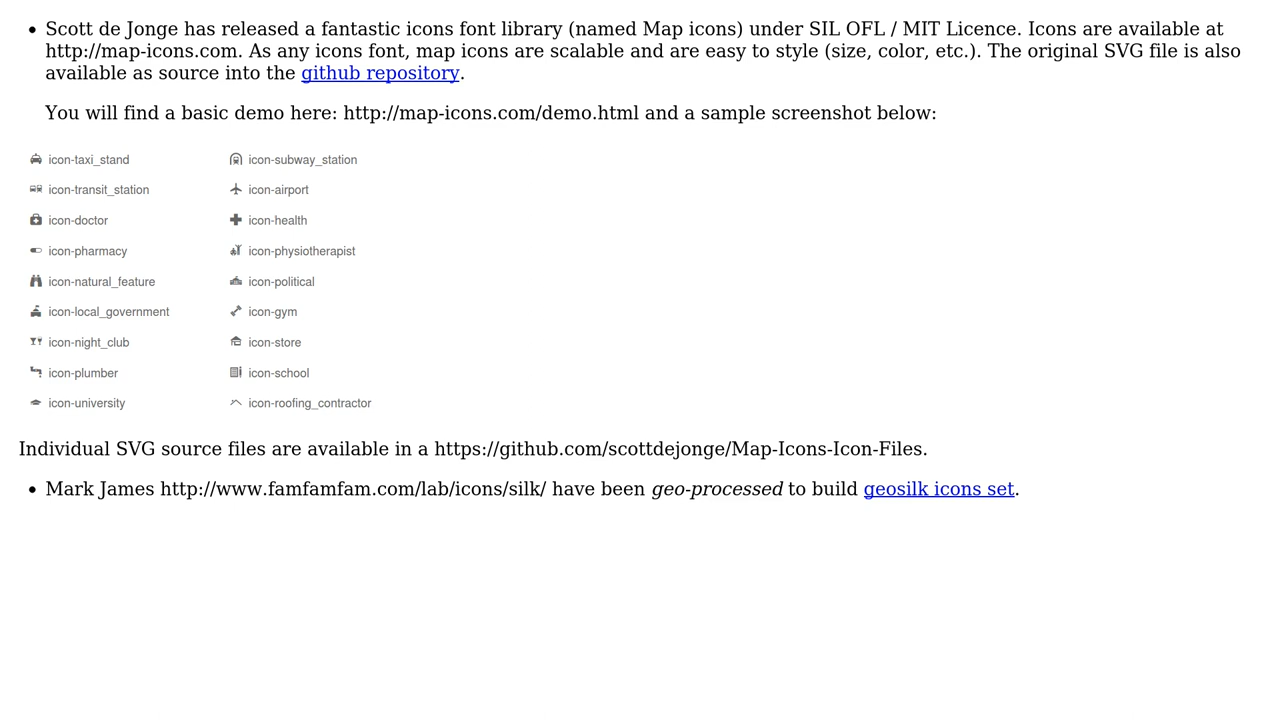 Scott de Jonge has released a fantastic icons font library (named Map icons) under SIL OFL / MIT Licence. Icons are available at
http://map-icons.com. As any icons font, map icons are scalable and are easy to style (size, color, etc.). The original SVG file is also
available as source into the github repository.
You will find a basic demo here: http://map-icons.com/demo.html and a sample screenshot below:
icon-taxi_stand icon-subway_station
icon-transit_station icon-airport
icon-doctor icon-health
icon-pharmacy icon-physiotherapist
icon-natural_feature icon-political
icon-local_government icon-gym
icon-night_club icon-store
icon-plumber icon-school
icon-university icon-roofing_contractor
Individual SVG source files are available in a https://github.com/scottdejonge/Map-Icons-Icon-Files.
Mark James http://www.famfamfam.com/lab/icons/silk/ have been geo-processed to build geosilk icons set.